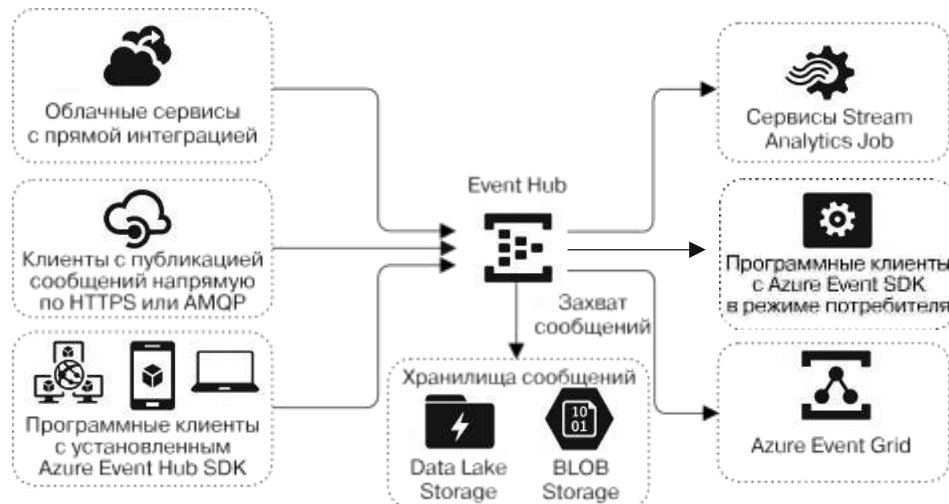 Облачные сервисы
с прямой интеграцией
Клиенты с публикацией
сообщений напрямую
по HTTPS или AMQP
Программные клиенты
с установленным
Azure Event Hub SDK
Event Hub
Захват
сообщений
Хранилища сообщений
Data Lake
Storage
10
01
BLOB
Storage
Сервисы Stream
Analytics Job
Программные клиенты
с Azure Event SDK
в режиме потребителя
Azure Event Grid